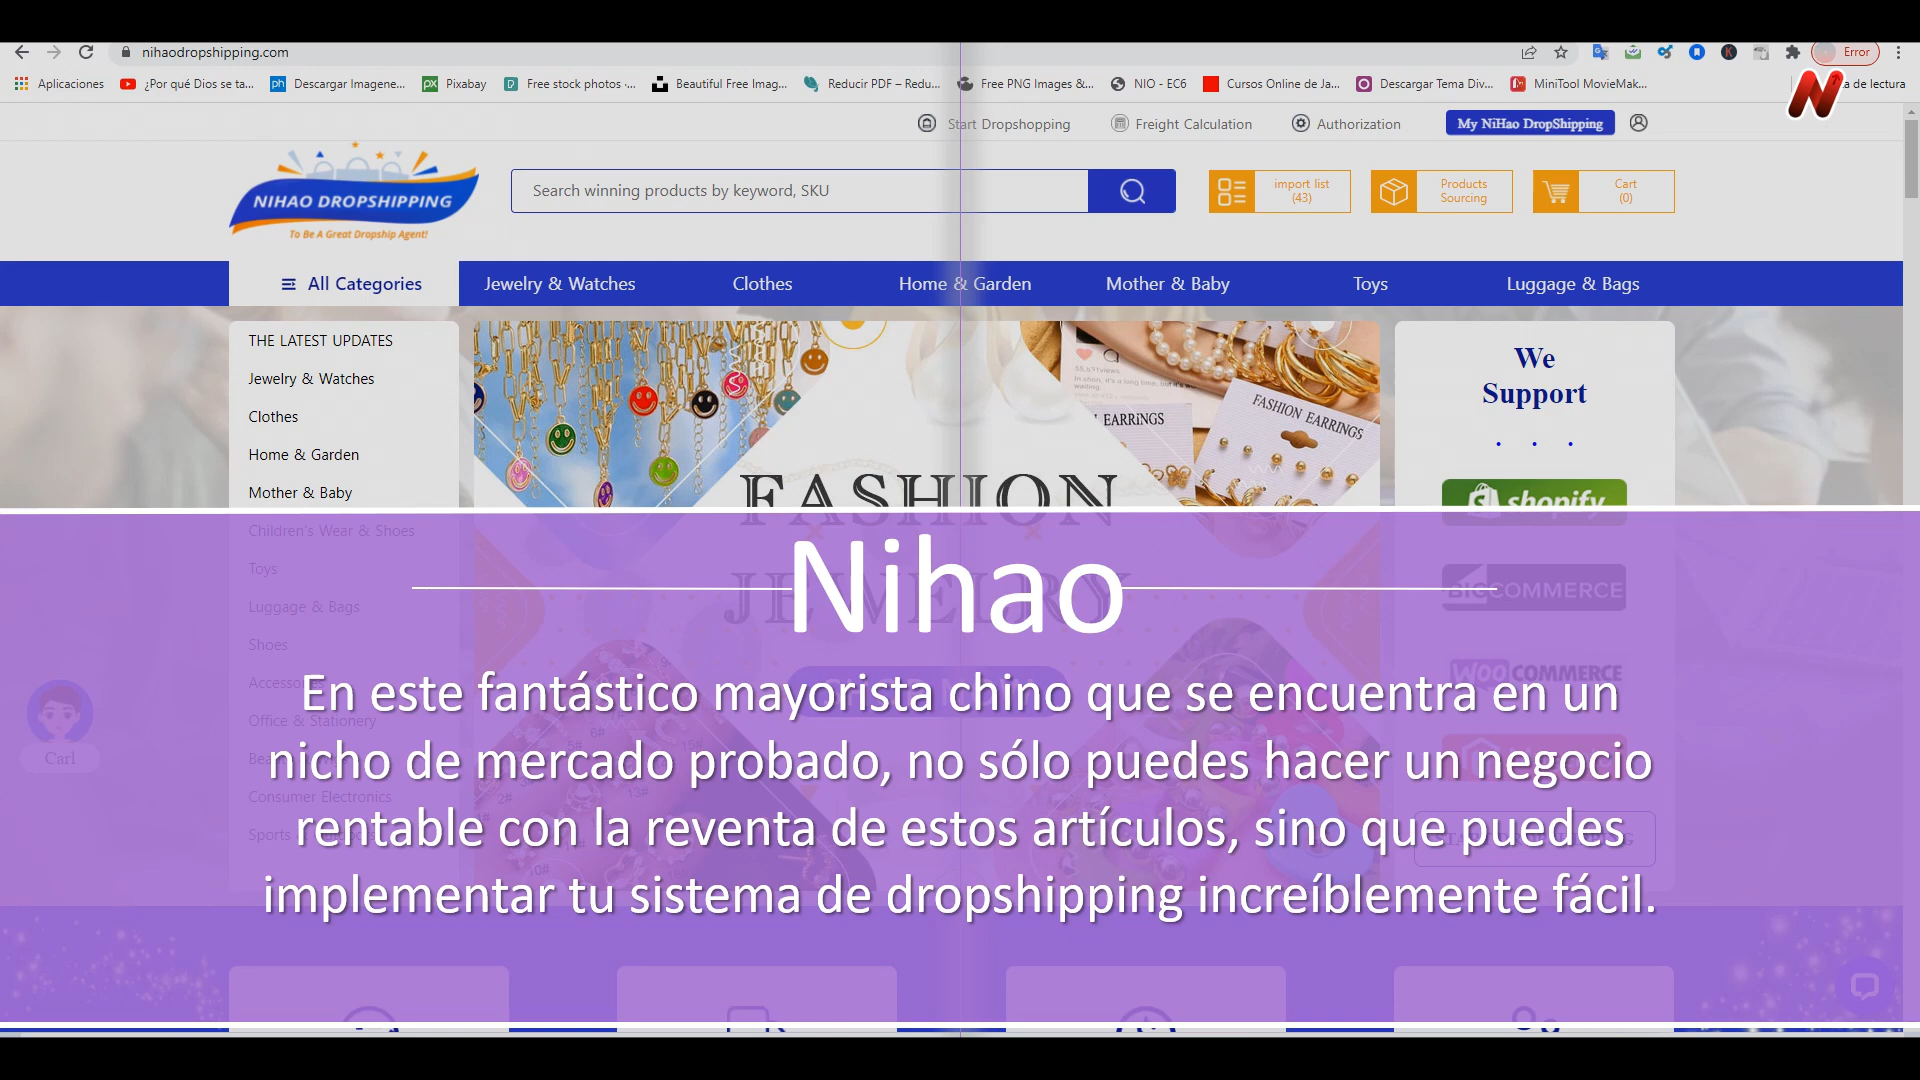 nihaodropshipping.com
Error
Aplicaciones
¿Por qué Dios se ta...
Descargar Imagene...
Pixabay
Free stock photos ·...
Beautiful Free Imag...
Reducir PDF – Redu...
Free PNG Images &...
NIO - EC6
Cursos Online de Ja...
Descargar Tema Div...
MiniTool MovieMak...
de lectura
Start Dropshopping
Freight Calculation
Authorization
My NiHao DropShipping
NIHAO DROPSHIPPING
To Be A Great Dropship Agent!
Search winning products by keyword, SKU
import list
(43)
Products
Sourcing
Cart
(0)
All Categories
Jewelry & Watches
Clothes
Home & Garden
Mother & Baby
Toys
Luggage & Bags
THE LATEST UPDATES
Jewelry & Watches
Clothes
Home & Garden
Mother & Baby
Children's Wear & Shoes
Toys
Luggage & Bags
Shoes
Office & Stationery
Consumer Electronics
Sports
EARRiNGS
FASHION EARRiNGS
FASHION
JEWELRY
We
Support
shopify
BIGCOMMERCE
WOOCOMMERCE
Carl
Nihao
En este fantástico mayorista chino que se encuentra en un
nicho de mercado probado, no sólo puedes hacer un negocio
rentable con la reventa de estos artículos, sino que puedes
implementar tu sistema de dropshipping increíblemente fácil.